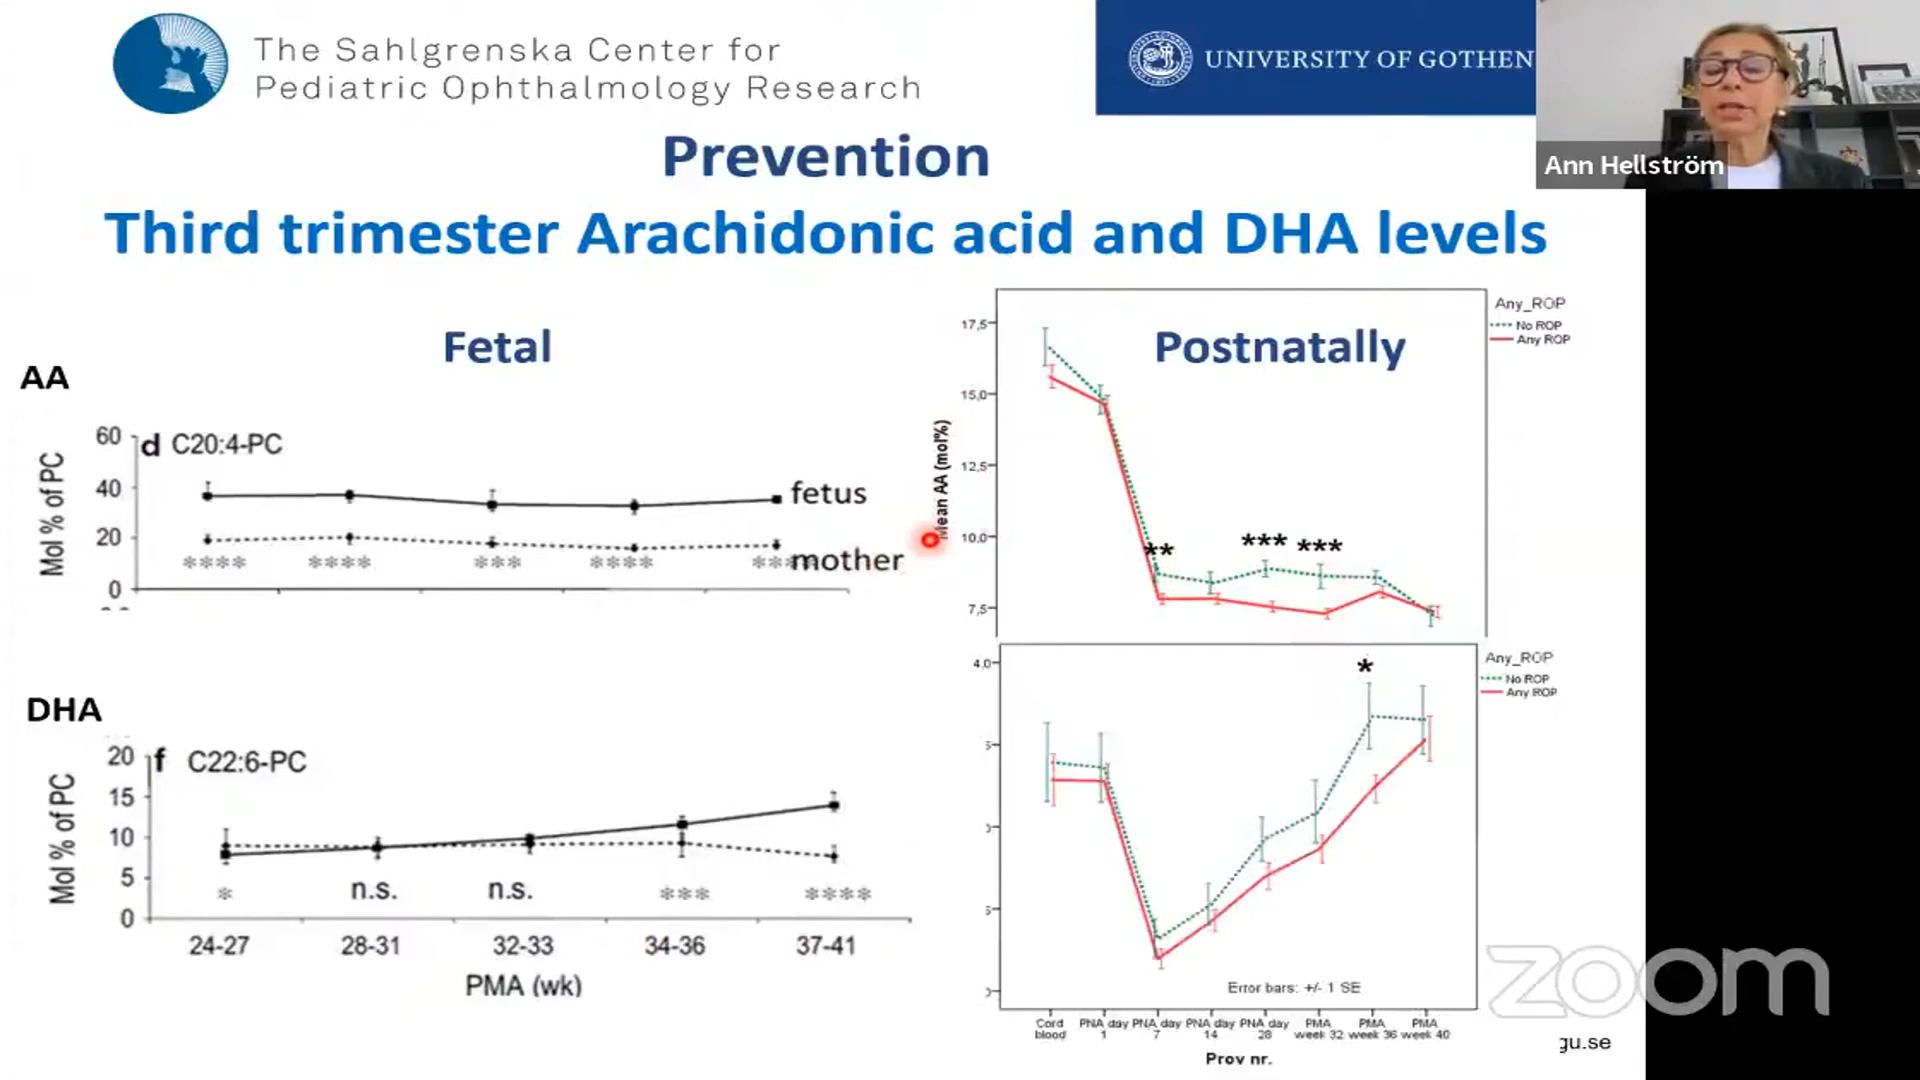 The Sahlgrenska Center for
Pediatric Ophthalmology Research
UNIVERSITY OF GOTHEN
Ann Hellström
Prevention
Third trimester Arachidonic acid and DHA levels
Fetal
AA
d C20:4-PC
Mol % of PC
60
40
20
0
fetus
mother
**** **** *** **** ***
DHA
f C22:6-PC
Mol % of PC
20
15
10
5
0
* n.s. n.s. *** ****
24-27 28-31 32-33 34-36 37-41
PMA (wk)
Postnatally
Any_ROP
No ROP
Any ROP
Mean AA (mol%)
17,5
15,0
12,5
10,0
7,5
** *** ***
Any_ROP
No ROP
Any ROP
4.0
*
Error bars: +/- 1 SE
Cord blood
PNA day 1
PNA day 7
PNA day 14
PNA day 28
PMA week 32
PMA week 36
PMA week 40
Prov nr.
zoom
gu.se